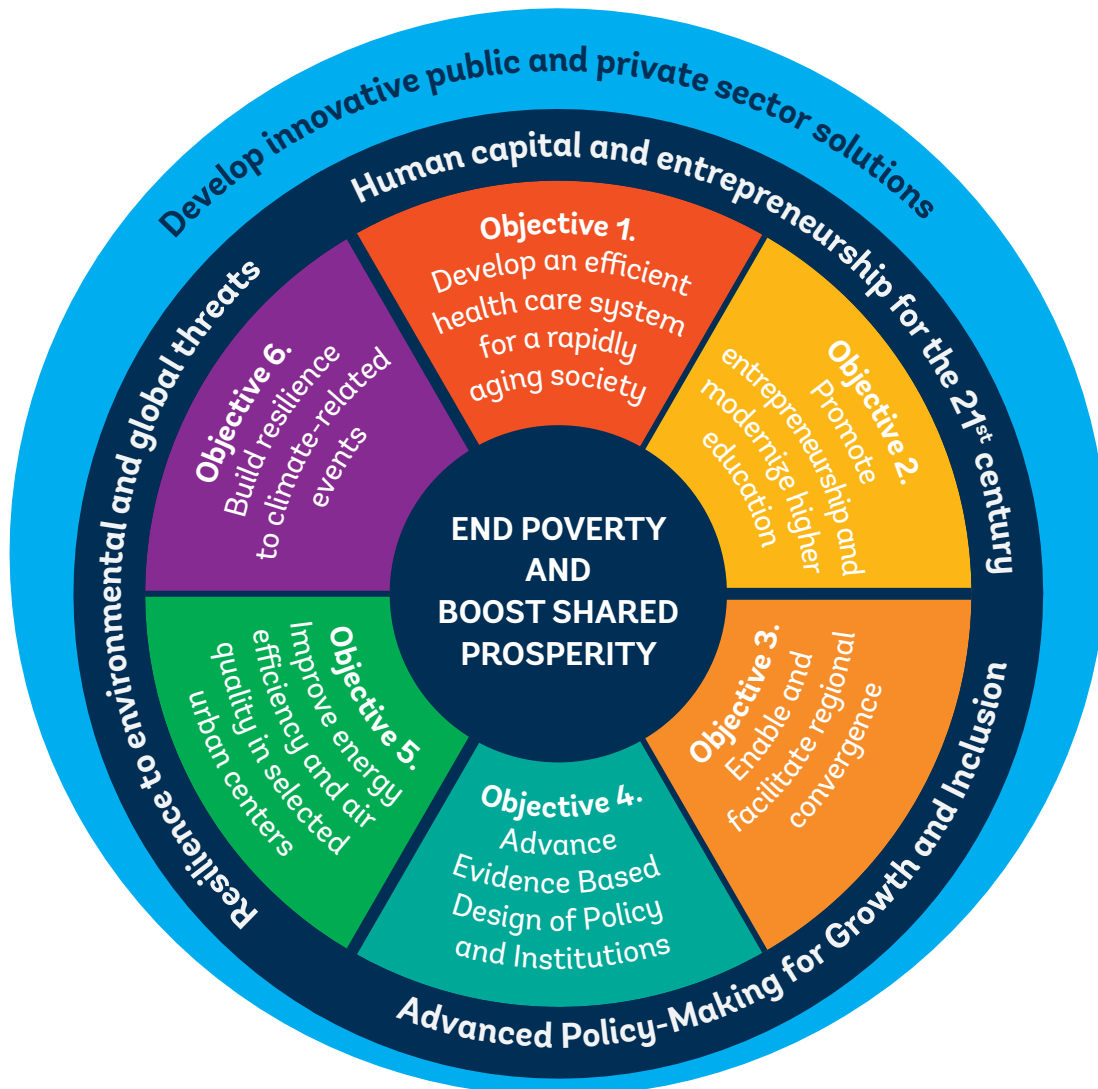 Develop innovative public and private sector solutions
Human capital and entrepreneurship for the 21st century
Objective 1.
Develop an efficient
health care system
for a rapidly
aging society
Objective 2.
Promote
entrepreneurship and
modernize higher
education
Advanced Policy-Making for Growth and Inclusion
Objective 3.
Enable and
facilitate regional
convergence
Objective 4.
Advance
Evidence Based
Design of Policy
and Institutions
Resilience to environmental and global threats
Objective 5.
Improve energy
efficiency and air
quality in selected
urban centers
Objective 6.
Build resilience
to climate-related
events
END POVERTY
AND
BOOST SHARED
PROSPERITY